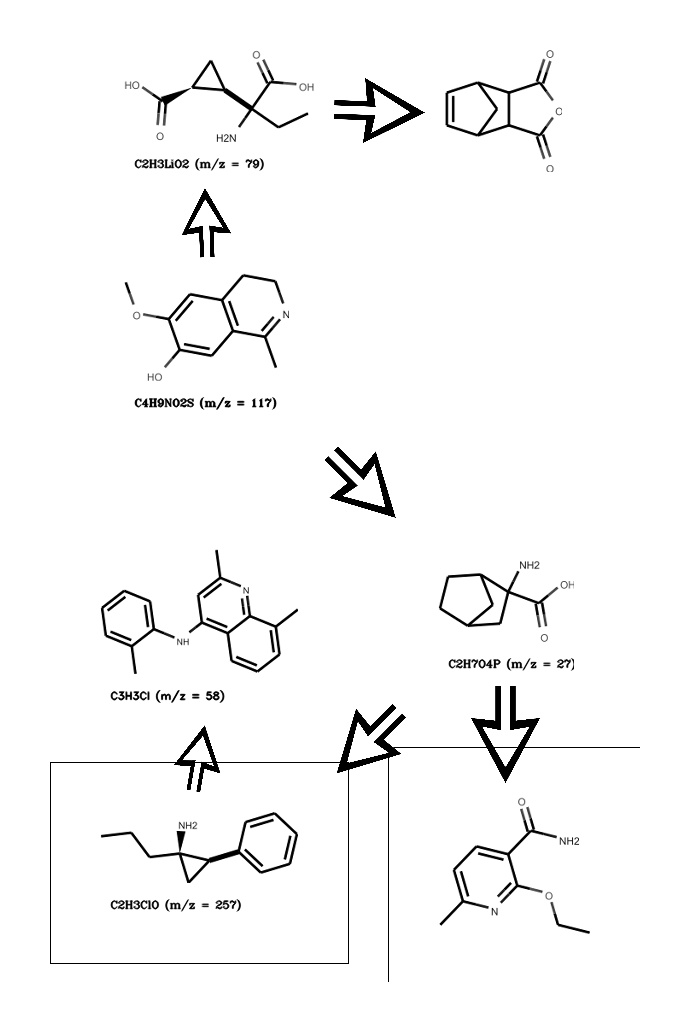 O
HO
OH
O
H2N
C2H3LiO2 (m/z = 79)
O
O
O
N
O
HO
C4H9NO2S (m/z = 117)
N
NH
C3H3Cl (m/z = 58)
NH2
OH
O
C2H7O4P (m/z = 27)
NH2
C2H3ClO (m/z = 257)
O
NH2
O
N